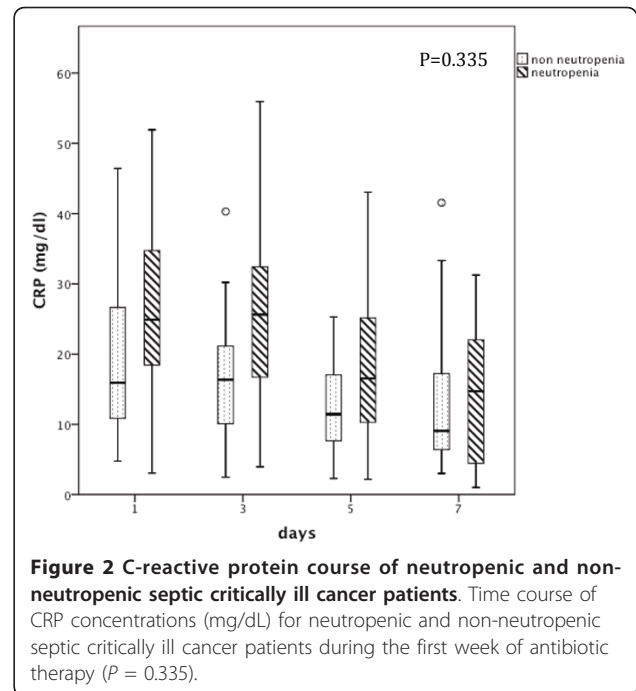 P=0.335
non neutropenia
neutropenia
60
50
40
30
20
10
0
CRP (mg/dl)
1 3 5 7
days
Figure 2 C-reactive protein course of neutropenic and non-
neutropenic septic critically ill cancer patients. Time course of
CRP concentrations (mg/dL) for neutropenic and non-neutropenic
septic critically ill cancer patients during the first week of antibiotic
therapy (P = 0.335).